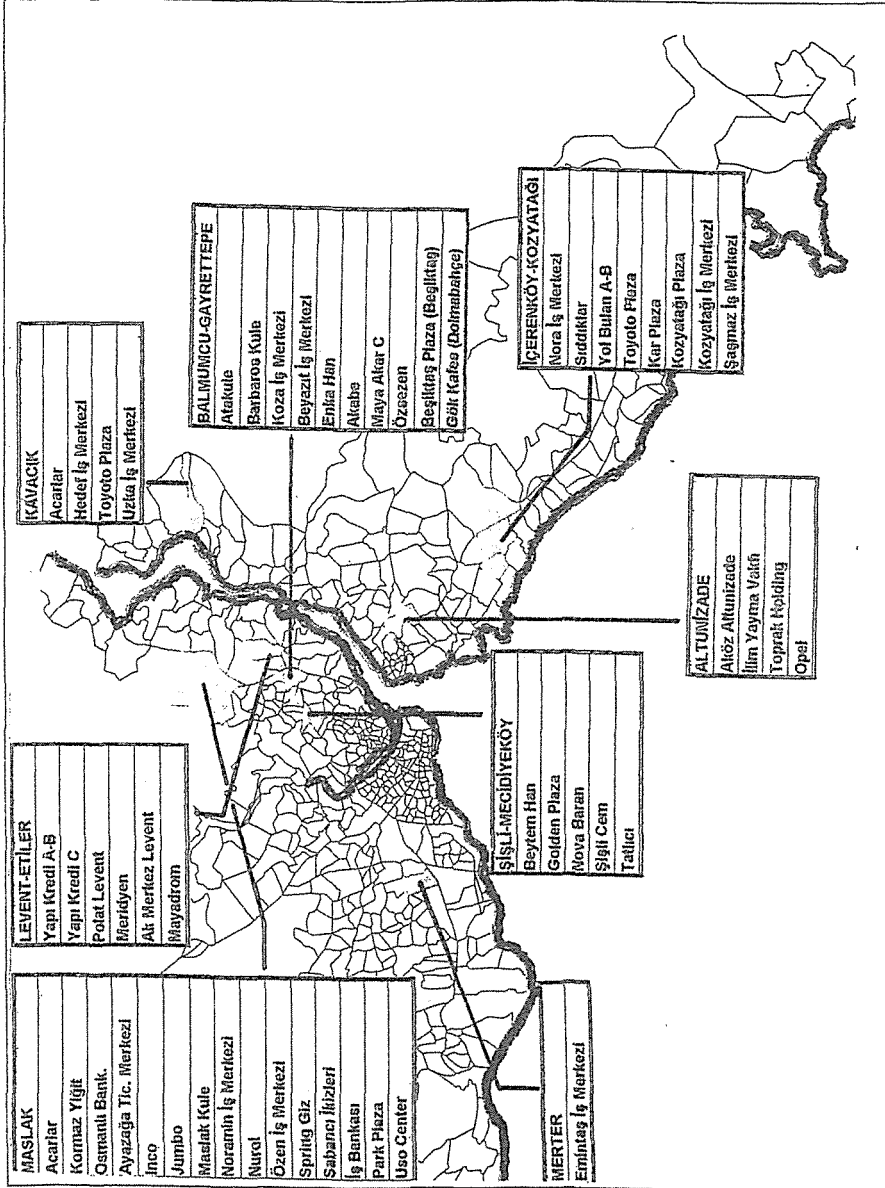 MASLAK
Acarlar
Kormaz Yiğit
Osmanlı Bank.
Ayazağa Tic. Merkezi
Inco
Jumbo
Maslak Kule
Noramin İş Merkezi
Nurol
Özen İş Merkezi
Spring Giz
Sabancı İkizleri
İş Bankası
Park Plaza
Uso Center
LEVENT-ETİLER
Yapı Kredi A-B
Yapı Kredi C
Polat Levent
Meridyen
Ak Merkez Levent
Mayadrom
KAVACIK
Acarlar
Hedef İş Merkezi
Toyoto Plaza
Uzka İş Merkezi
BALMUMCU-GAYRETTEPE
Atakule
Barbaros Kule
Koza İş Merkezi
Beyazıt İş Merkezi
Enka Han
Akabe
Maya Akar C
Özsezen
Beşiktaş Plaza (Beşiktaş)
Gök Kafes (Dolmabahçe)
İÇERENKÖY-KOZYATAĞI
Nora İş Merkezi
Sıddıklar
Yol Bulan A-B
Toyoto Plaza
Kar Plaza
Kozyatağı Plaza
Kozyatağı İş Merkezi
Şaşmaz İş Merkezi
MERTER
Emintaş İş Merkezi
ŞİŞLİ-MECİDİYEKÖY
Beytem Han
Golden Plaza
Nova Baran
Şişli Cem
Tatlıcı
ALTUNİZADE
Aköz Altunizade
İlim Yayma Vakfı
Toprak Holding
Opel